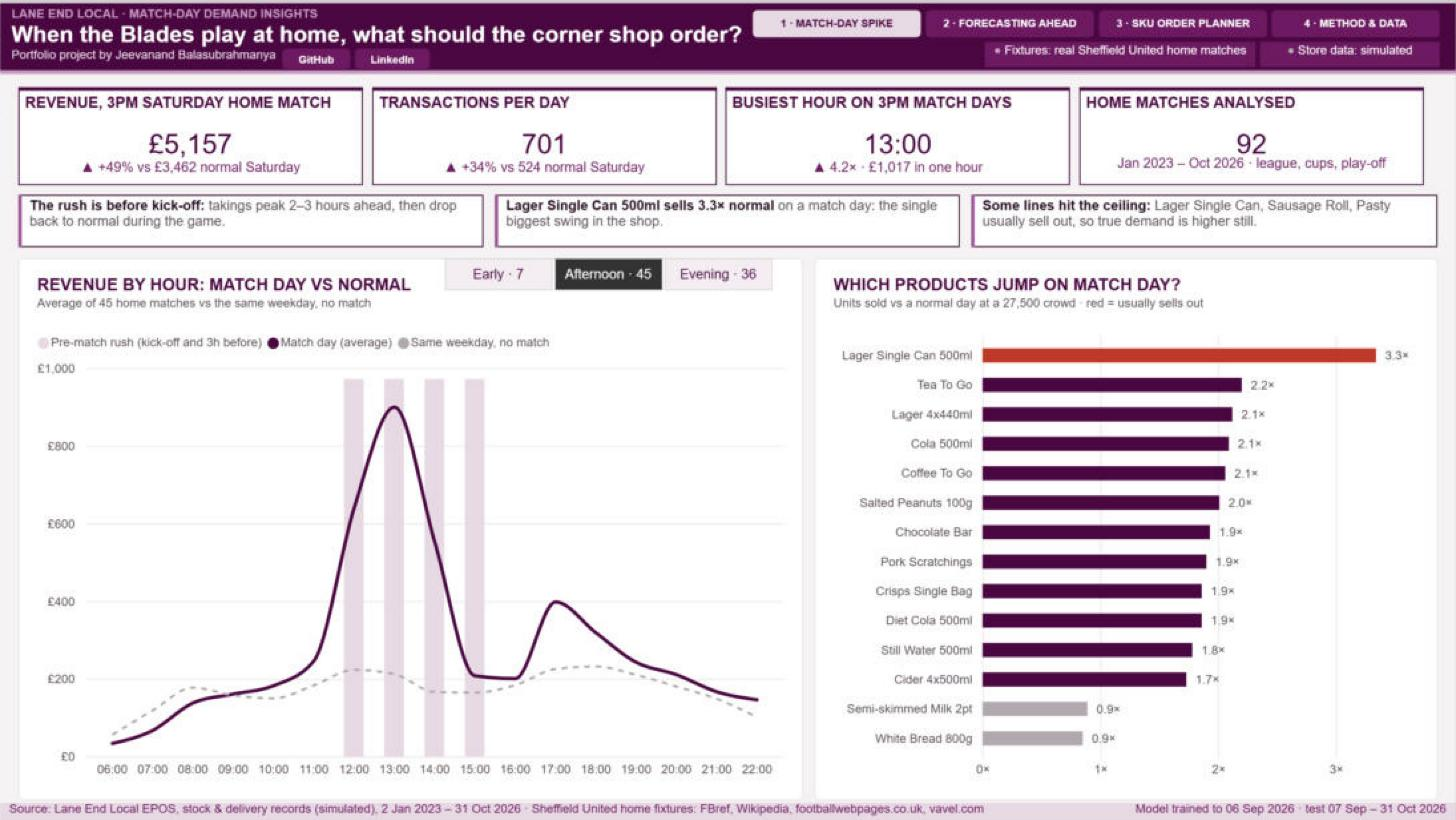 LANE END LOCAL · MATCH-DAY DEMAND INSIGHTS
When the Blades play at home, what should the corner shop order?
Portfolio project by Jeevanand Balasubrahmanya
GitHub
LinkedIn
1 · MATCH-DAY SPIKE
2 · FORECASTING AHEAD
3 · SKU ORDER PLANNER
4 · METHOD & DATA
● Fixtures: real Sheffield United home matches
● Store data: simulated
REVENUE, 3PM SATURDAY HOME MATCH
£5,157
▲ +49% vs £3,462 normal Saturday
TRANSACTIONS PER DAY
701
▲ +34% vs 524 normal Saturday
BUSIEST HOUR ON 3PM MATCH DAYS
13:00
▲ 4.2× · £1,017 in one hour
HOME MATCHES ANALYSED
92
Jan 2023 – Oct 2026 · league, cups, play-off
The rush is before kick-off: takings peak 2–3 hours ahead, then drop
back to normal during the game.
Lager Single Can 500ml sells 3.3× normal on a match day: the single
biggest swing in the shop.
Some lines hit the ceiling: Lager Single Can, Sausage Roll, Pasty
usually sell out, so true demand is higher still.
REVENUE BY HOUR: MATCH DAY VS NORMAL
Average of 45 home matches vs the same weekday, no match
Early · 7
Afternoon · 45
Evening · 36
Pre-match rush (kick-off and 3h before)
Match day (average)
Same weekday, no match
£1,000
£800
£600
£400
£200
£0
06:00 07:00 08:00 09:00 10:00 11:00 12:00 13:00 14:00 15:00 16:00 17:00 18:00 19:00 20:00 21:00 22:00
WHICH PRODUCTS JUMP ON MATCH DAY?
Units sold vs a normal day at a 27,500 crowd · red = usually sells out
Lager Single Can 500ml 3.3×
Tea To Go 2.2×
Lager 4x440ml 2.1×
Cola 500ml 2.1×
Coffee To Go 2.1×
Salted Peanuts 100g 2.0×
Chocolate Bar 1.9×
Pork Scratchings 1.9×
Crisps Single Bag 1.9×
Diet Cola 500ml 1.9×
Still Water 500ml 1.8×
Cider 4x500ml 1.7×
Semi-skimmed Milk 2pt 0.9×
White Bread 800g 0.9×
0× 1× 2× 3×
Source: Lane End Local EPOS, stock & delivery records (simulated), 2 Jan 2023 – 31 Oct 2026 · Sheffield United home fixtures: FBref, Wikipedia, footballwebpages.co.uk, vavel.com
Model trained to 06 Sep 2026 · test 07 Sep – 31 Oct 2026